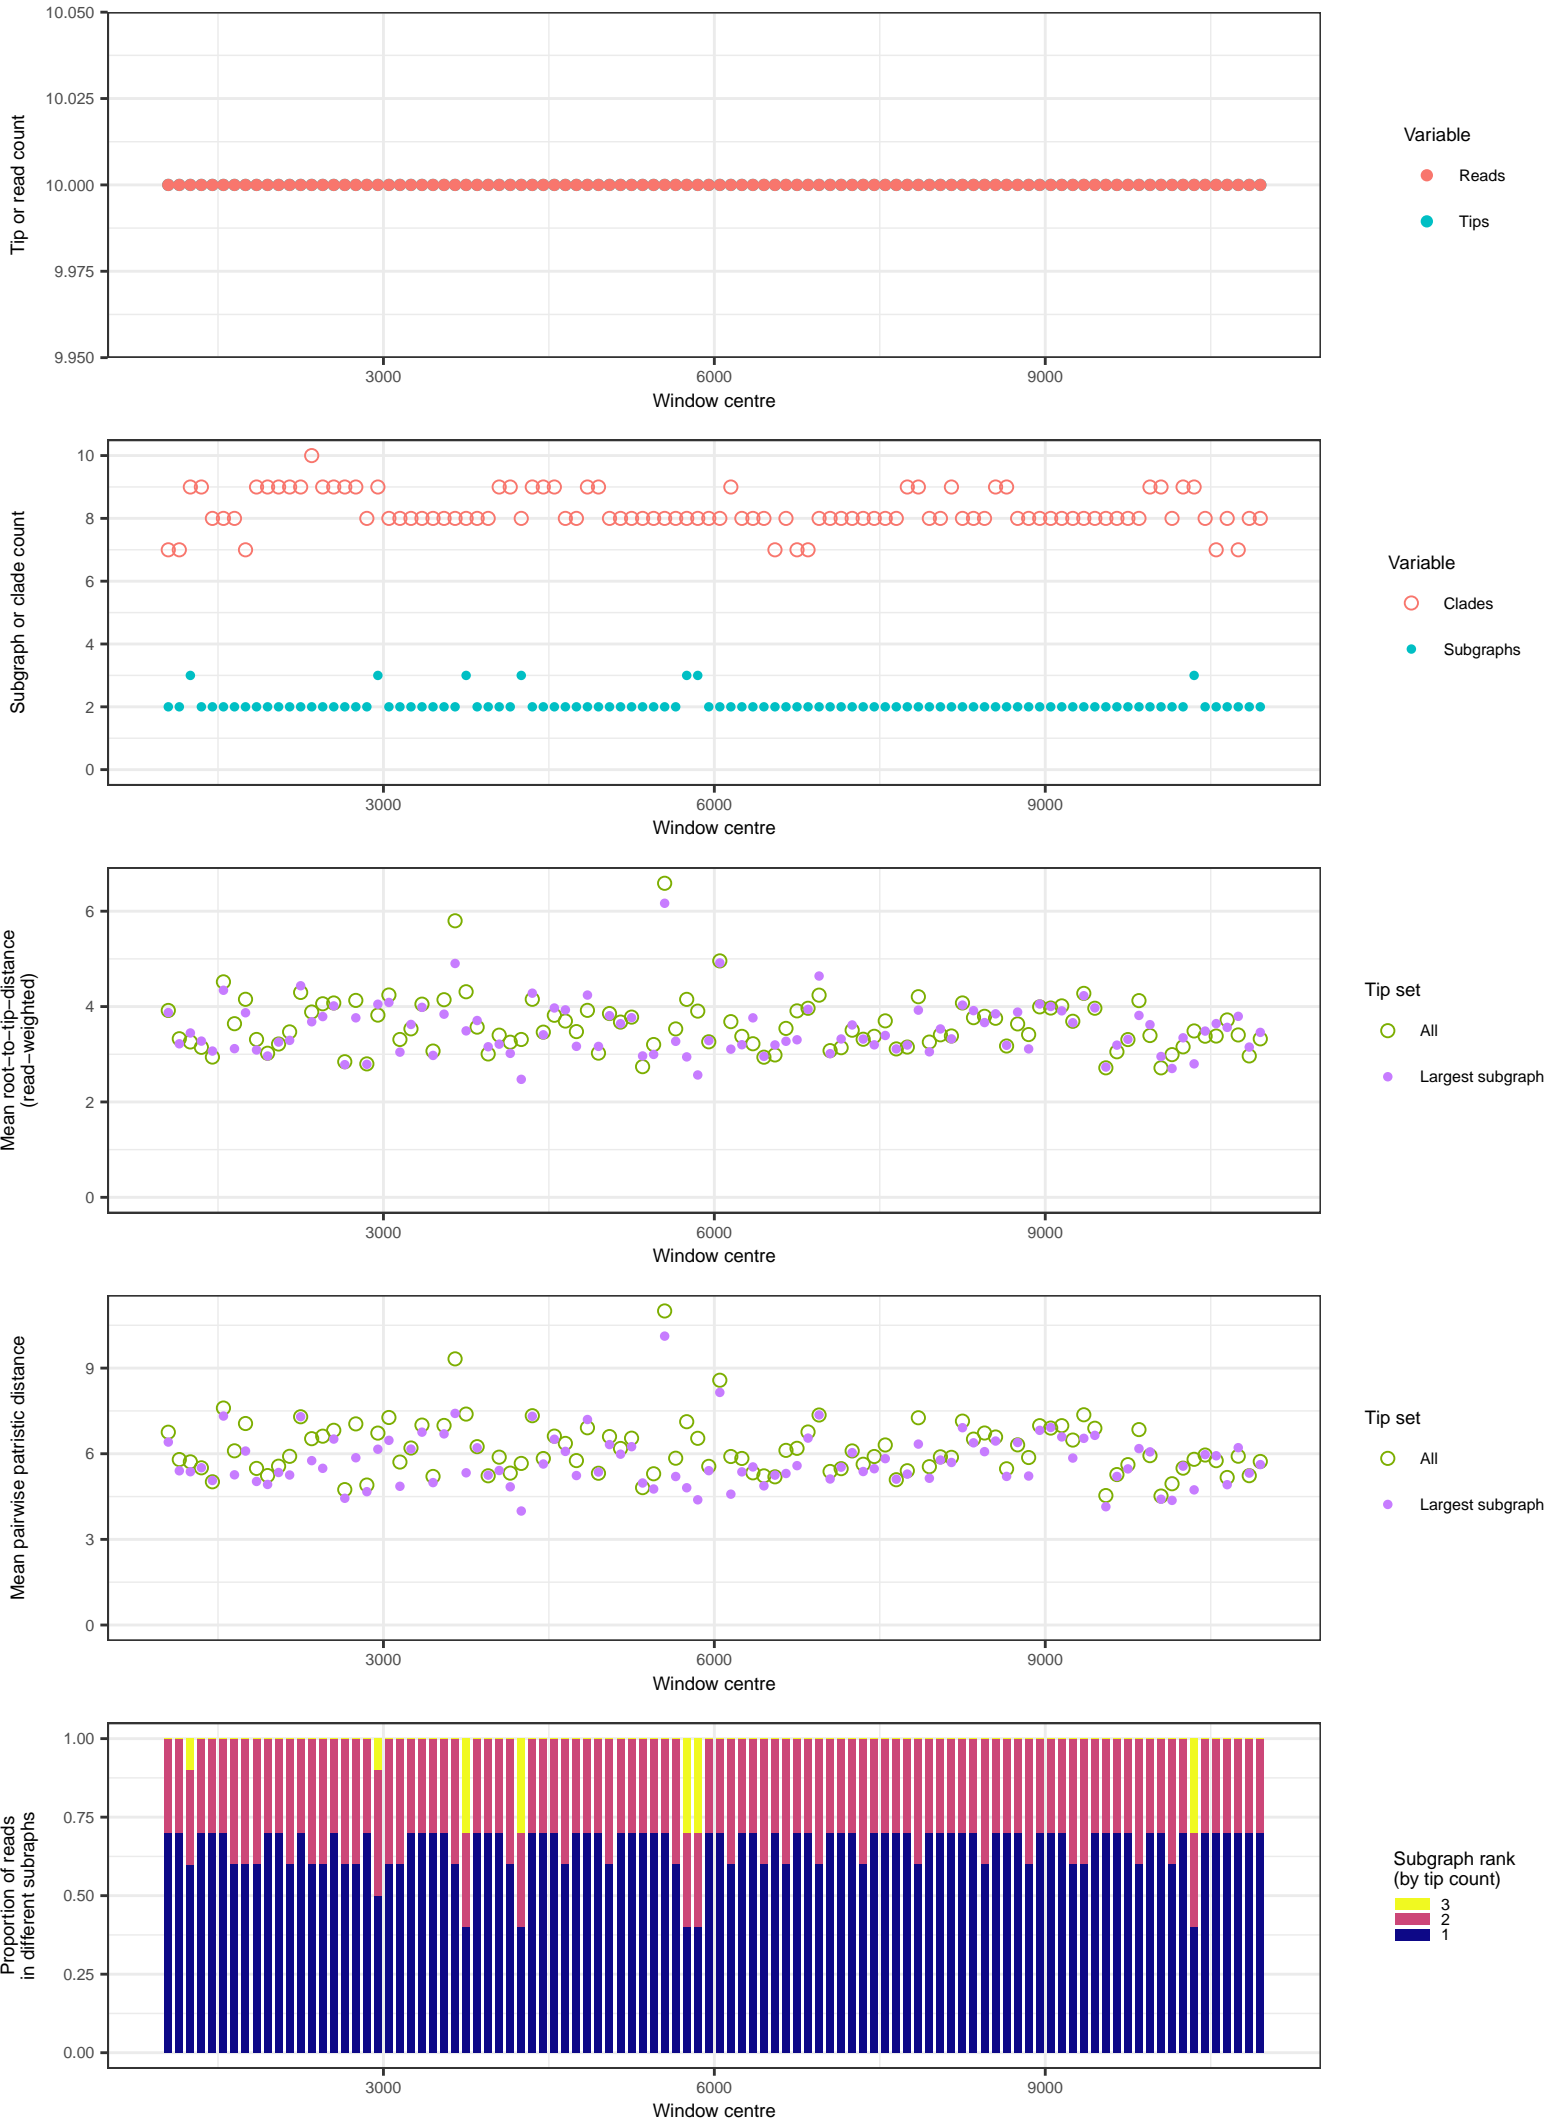 10.050
10.025
10.000
9.975
9.950
Tip or read count
3000 6000 9000
Window centre
Variable
Reads
Tips
10
8
6
4
2
0
Subgraph or clade count
3000 6000 9000
Window centre
Variable
Clades
Subgraphs
6
4
2
0
Mean root−to−tip−distance
(read−weighted)
3000 6000 9000
Window centre
Tip set
All
Largest subgraph
9
6
3
0
Mean pairwise patristic distance
3000 6000 9000
Window centre
Tip set
All
Largest subgraph
1.00
0.75
0.50
0.25
0.00
Proportion of reads
in different subraphs
3000 6000 9000
Window centre
Subgraph rank
(by tip count)
3
2
1